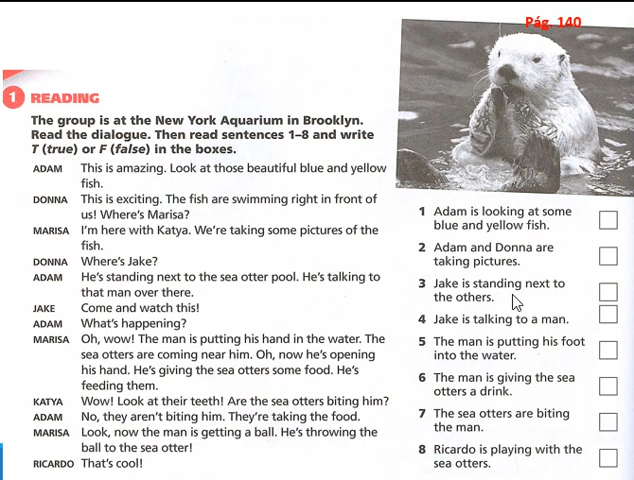 Pág. 140
1 READING
The group is at the New York Aquarium in Brooklyn.
Read the dialogue. Then read sentences 1–8 and write
T (true) or F (false) in the boxes.
ADAM This is amazing. Look at those beautiful blue and yellow
fish.
DONNA This is exciting. The fish are swimming right in front of
us! Where's Marisa?
MARISA I'm here with Katya. We're taking some pictures of the
fish.
DONNA Where's Jake?
ADAM He's standing next to the sea otter pool. He's talking to
that man over there.
JAKE Come and watch this!
ADAM What's happening?
MARISA Oh, wow! The man is putting his hand in the water. The
sea otters are coming near him. Oh, now he's opening
his hand. He's giving the sea otters some food. He's
feeding them.
KATYA Wow! Look at their teeth! Are the sea otters biting him?
ADAM No, they aren't biting him. They're taking the food.
MARISA Look, now the man is getting a ball. He's throwing the
ball to the sea otter!
RICARDO That's cool!
1 Adam is looking at some
blue and yellow fish.
2 Adam and Donna are
taking pictures.
3 Jake is standing next to
the others.
4 Jake is talking to a man.
5 The man is putting his foot
into the water.
6 The man is giving the sea
otters a drink.
7 The sea otters are biting
the man.
8 Ricardo is playing with the
sea otters.